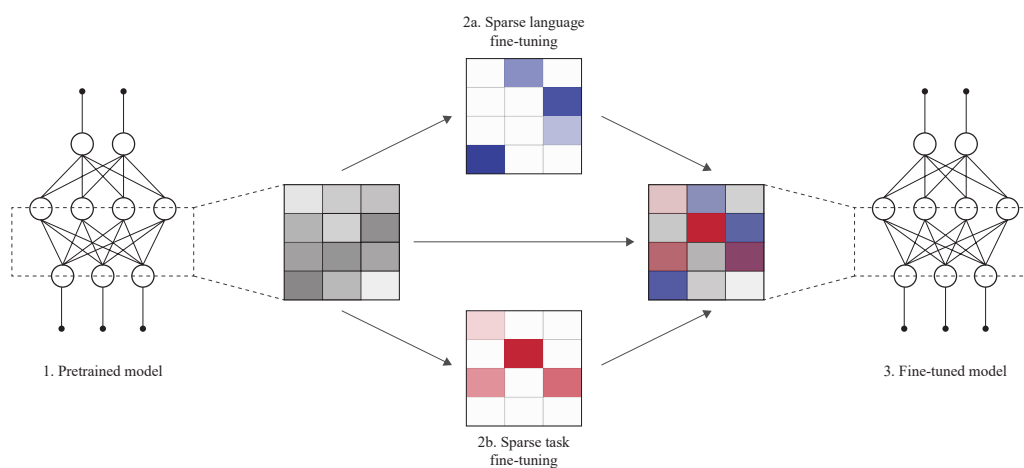 2a. Sparse language
fine-tuning
1. Pretrained model
3. Fine-tuned model
2b. Sparse task
fine-tuning